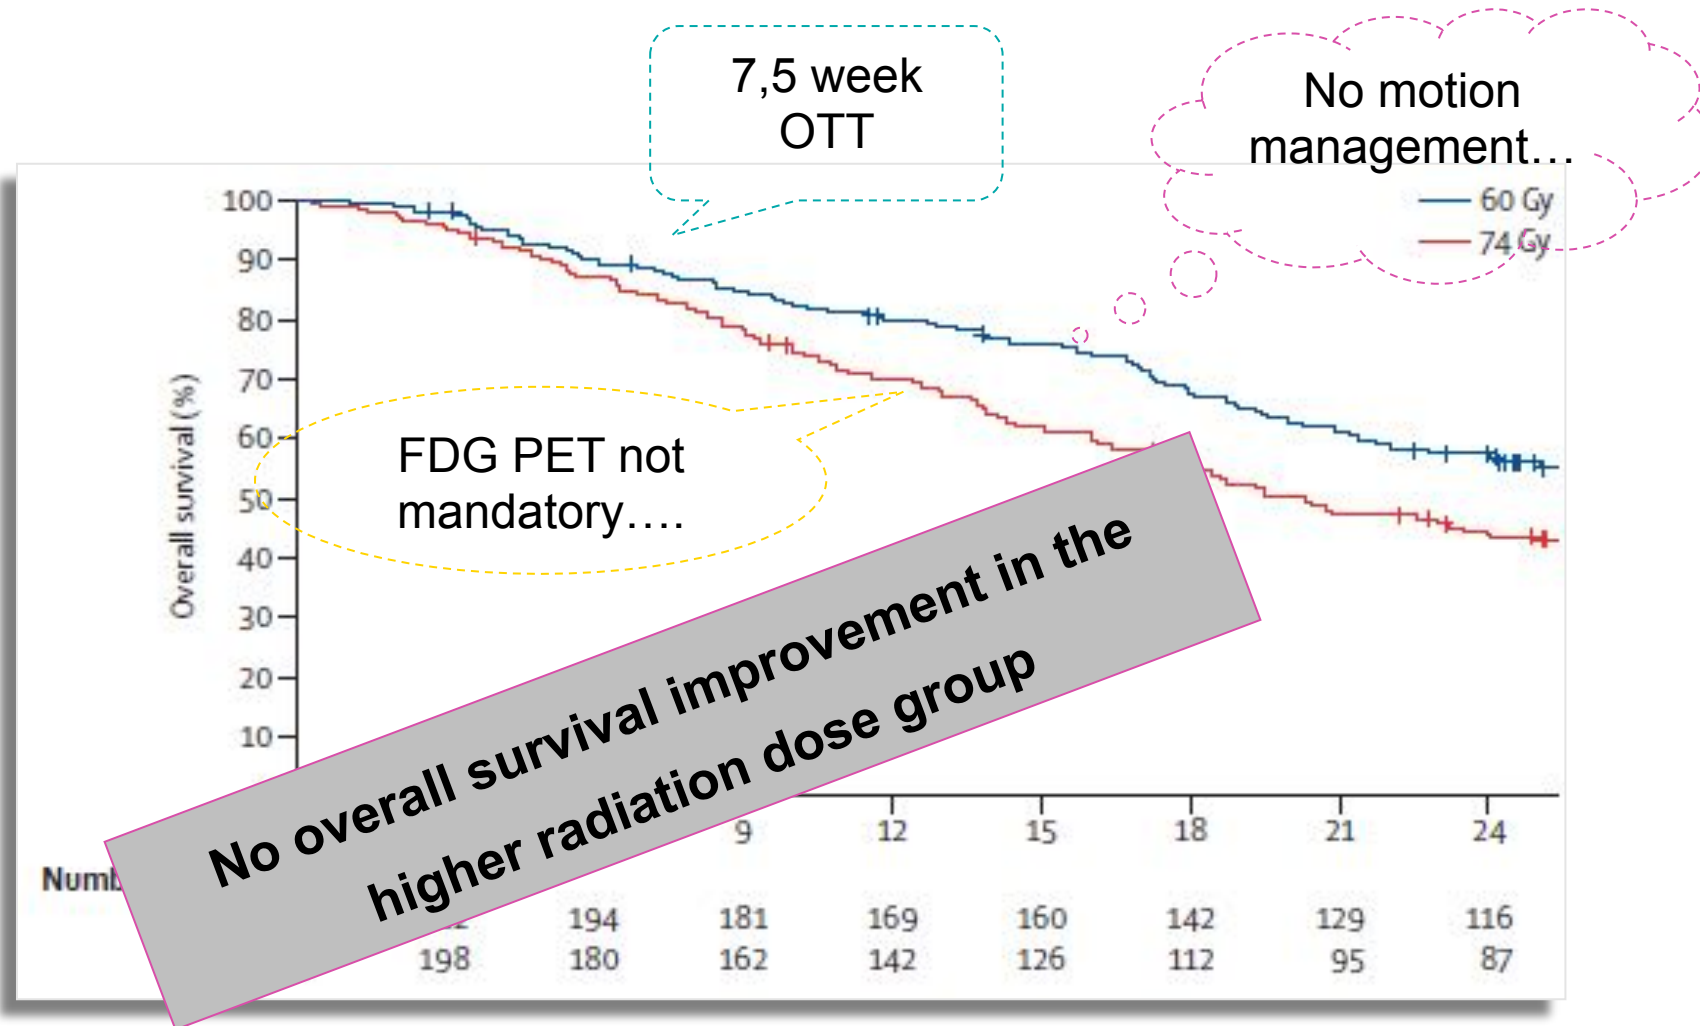 7,5 week
OTT
No motion
management…
60 Gy
74 Gy
100
90
80
70
60
50
40
30
20
10
Overall survival (%)
FDG PET not
mandatory….
No overall survival improvement in the
higher radiation dose group
9 12 15 18 21 24
194 181 169 160 142 129 116
198 180 162 142 126 112 95 87